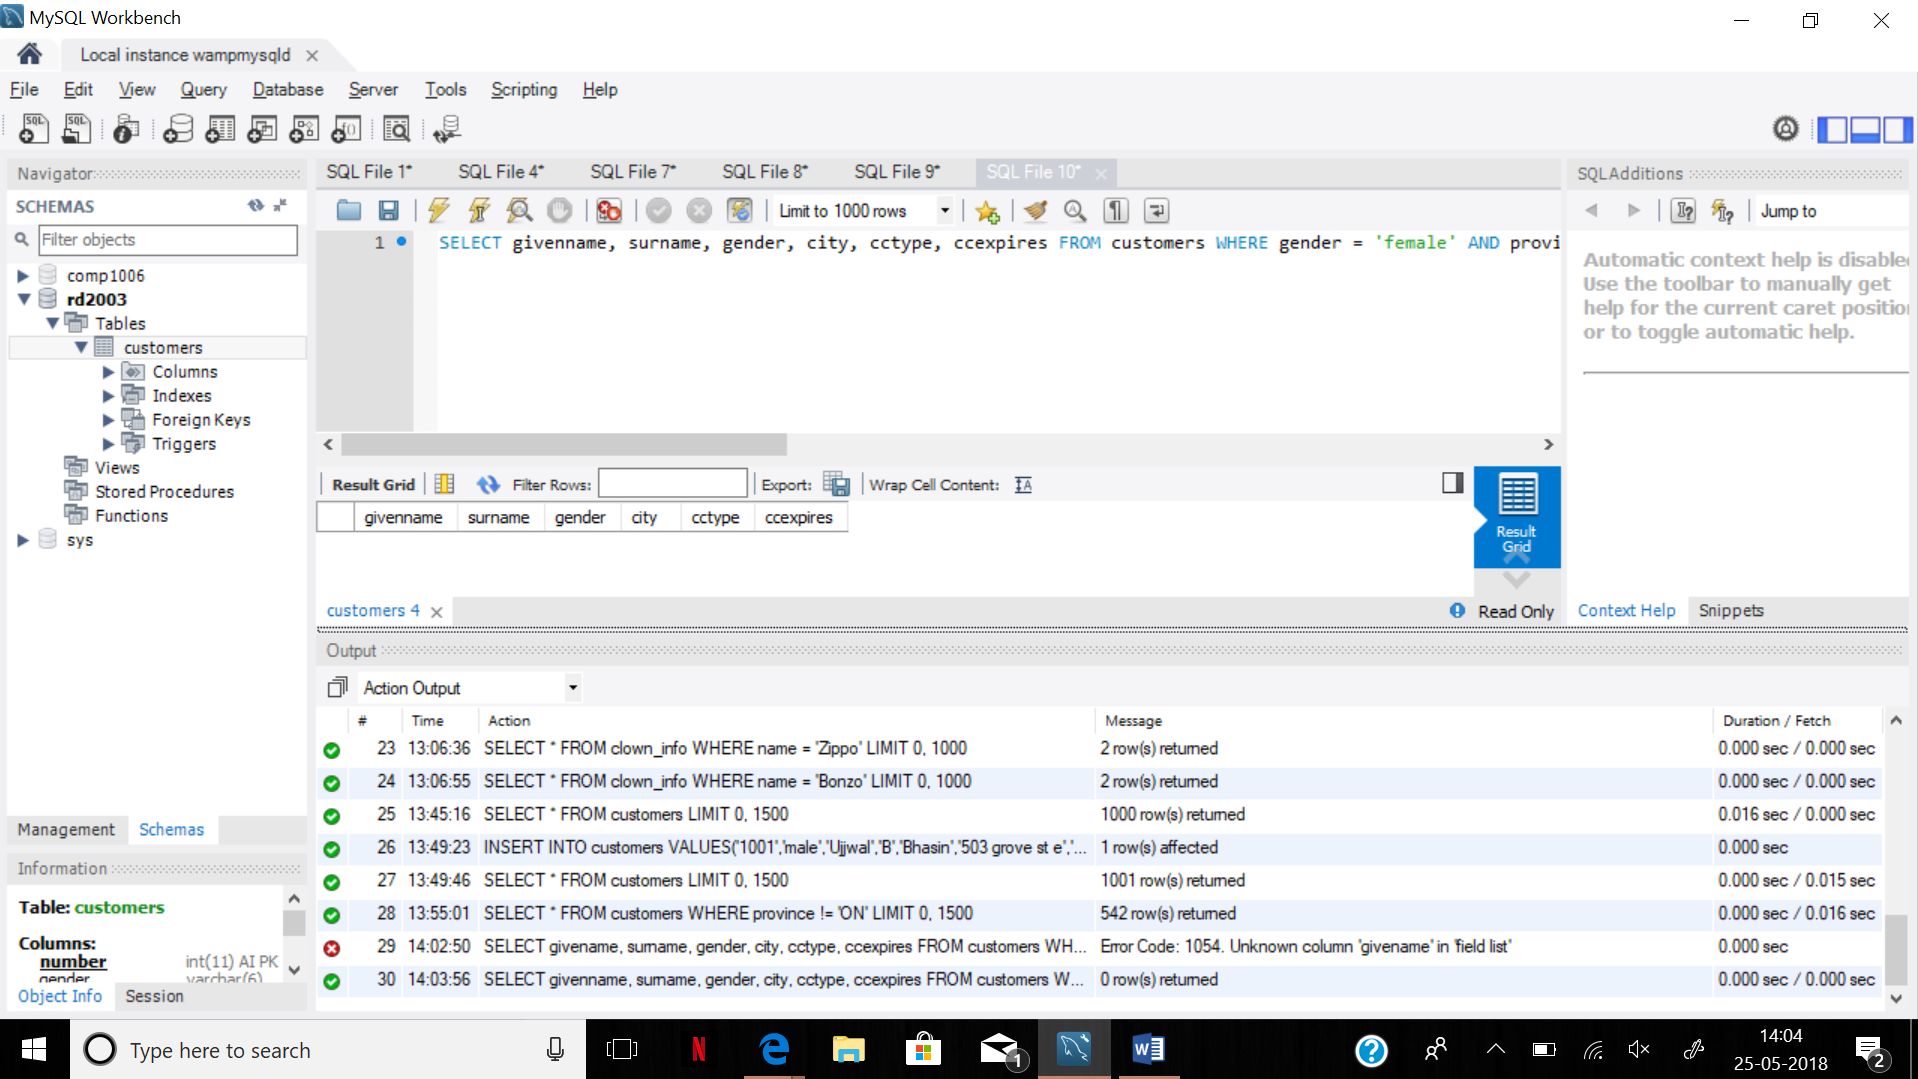 MySQL Workbench
Local instance wampmysqld
File Edit View Query Database Server Tools Scripting Help
Navigator
SCHEMAS
Filter objects
comp1006
rd2003
Tables
customers
Columns
Indexes
Foreign Keys
Triggers
Views
Stored Procedures
Functions
sys
Management Schemas
Information
Table: customers
Columns:
number int(11) AI PK
gender varchar(6)
Object Info Session
SQL File 1* SQL File 4* SQL File 7* SQL File 8* SQL File 9* SQL File 10*
Limit to 1000 rows
1 SELECT givenname, surname, gender, city, cctype, ccexpires FROM customers WHERE gender = 'female' AND provi
Result Grid Filter Rows: Export: Wrap Cell Content:
givenname surname gender city cctype ccexpires
Result
Grid
customers 4
Read Only
SQLAdditions
Jump to
Automatic context help is disabled
Use the toolbar to manually get
help for the current caret position
or to toggle automatic help.
Context Help Snippets
Output
Action Output
# Time Action Message Duration / Fetch
23 13:06:36 SELECT * FROM clown_info WHERE name = 'Zippo' LIMIT 0, 1000 2 row(s) returned 0.000 sec / 0.000 sec
24 13:06:55 SELECT * FROM clown_info WHERE name = 'Bonzo' LIMIT 0, 1000 2 row(s) returned 0.000 sec / 0.000 sec
25 13:45:16 SELECT * FROM customers LIMIT 0, 1500 1000 row(s) returned 0.016 sec / 0.000 sec
26 13:49:23 INSERT INTO customers VALUES('1001','male','Ujjwal','B','Bhasin','503 grove st e','... 1 row(s) affected 0.000 sec
27 13:49:46 SELECT * FROM customers LIMIT 0, 1500 1001 row(s) returned 0.000 sec / 0.015 sec
28 13:55:01 SELECT * FROM customers WHERE province != 'ON' LIMIT 0, 1500 542 row(s) returned 0.000 sec / 0.016 sec
29 14:02:50 SELECT givename, surname, gender, city, cctype, ccexpires FROM customers WH... Error Code: 1054. Unknown column 'givename' in 'field list' 0.000 sec
30 14:03:56 SELECT givenname, surname, gender, city, cctype, ccexpires FROM customers W... 0 row(s) returned 0.000 sec / 0.000 sec
Type here to search
1
14:04
25-05-2018
2